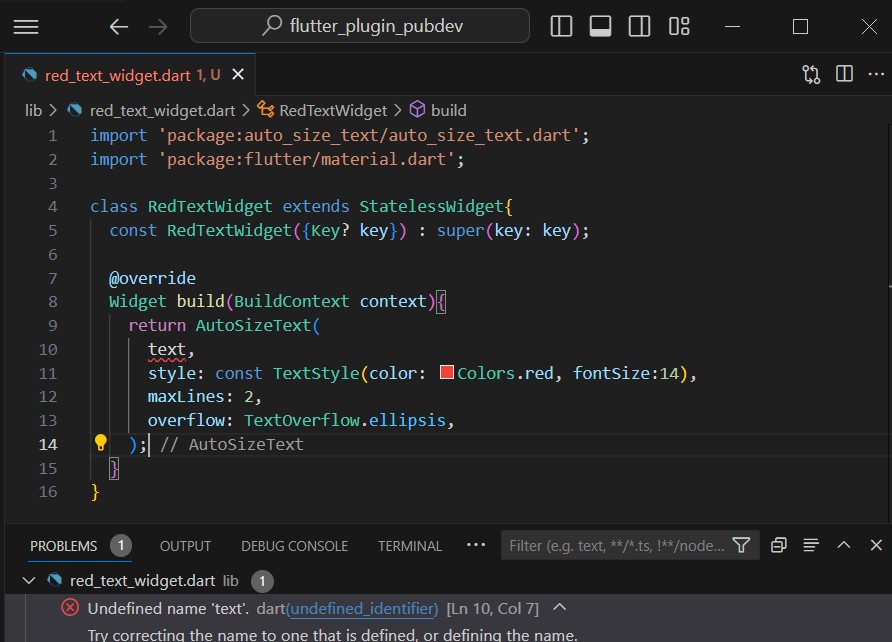 flutter_plugin_pubdev
red_text_widget.dart 1, U
lib > red_text_widget.dart > RedTextWidget > build
1 import 'package:auto_size_text/auto_size_text.dart';
2 import 'package:flutter/material.dart';
3
4 class RedTextWidget extends StatelessWidget{
5 const RedTextWidget({Key? key}) : super(key: key);
6
7 @override
8 Widget build(BuildContext context){
9 return AutoSizeText(
10 text,
11 style: const TextStyle(color: Colors.red, fontSize:14),
12 maxLines: 2,
13 overflow: TextOverflow.ellipsis,
14 ); // AutoSizeText
15 }
16 }
PROBLEMS 1 OUTPUT DEBUG CONSOLE TERMINAL ··· Filter (e.g. text, **/*.ts, !**/node...
red_text_widget.dart lib 1
Undefined name 'text'. dart(undefined_identifier) [Ln 10, Col 7]
Try correcting the name to one that is defined, or defining the name.